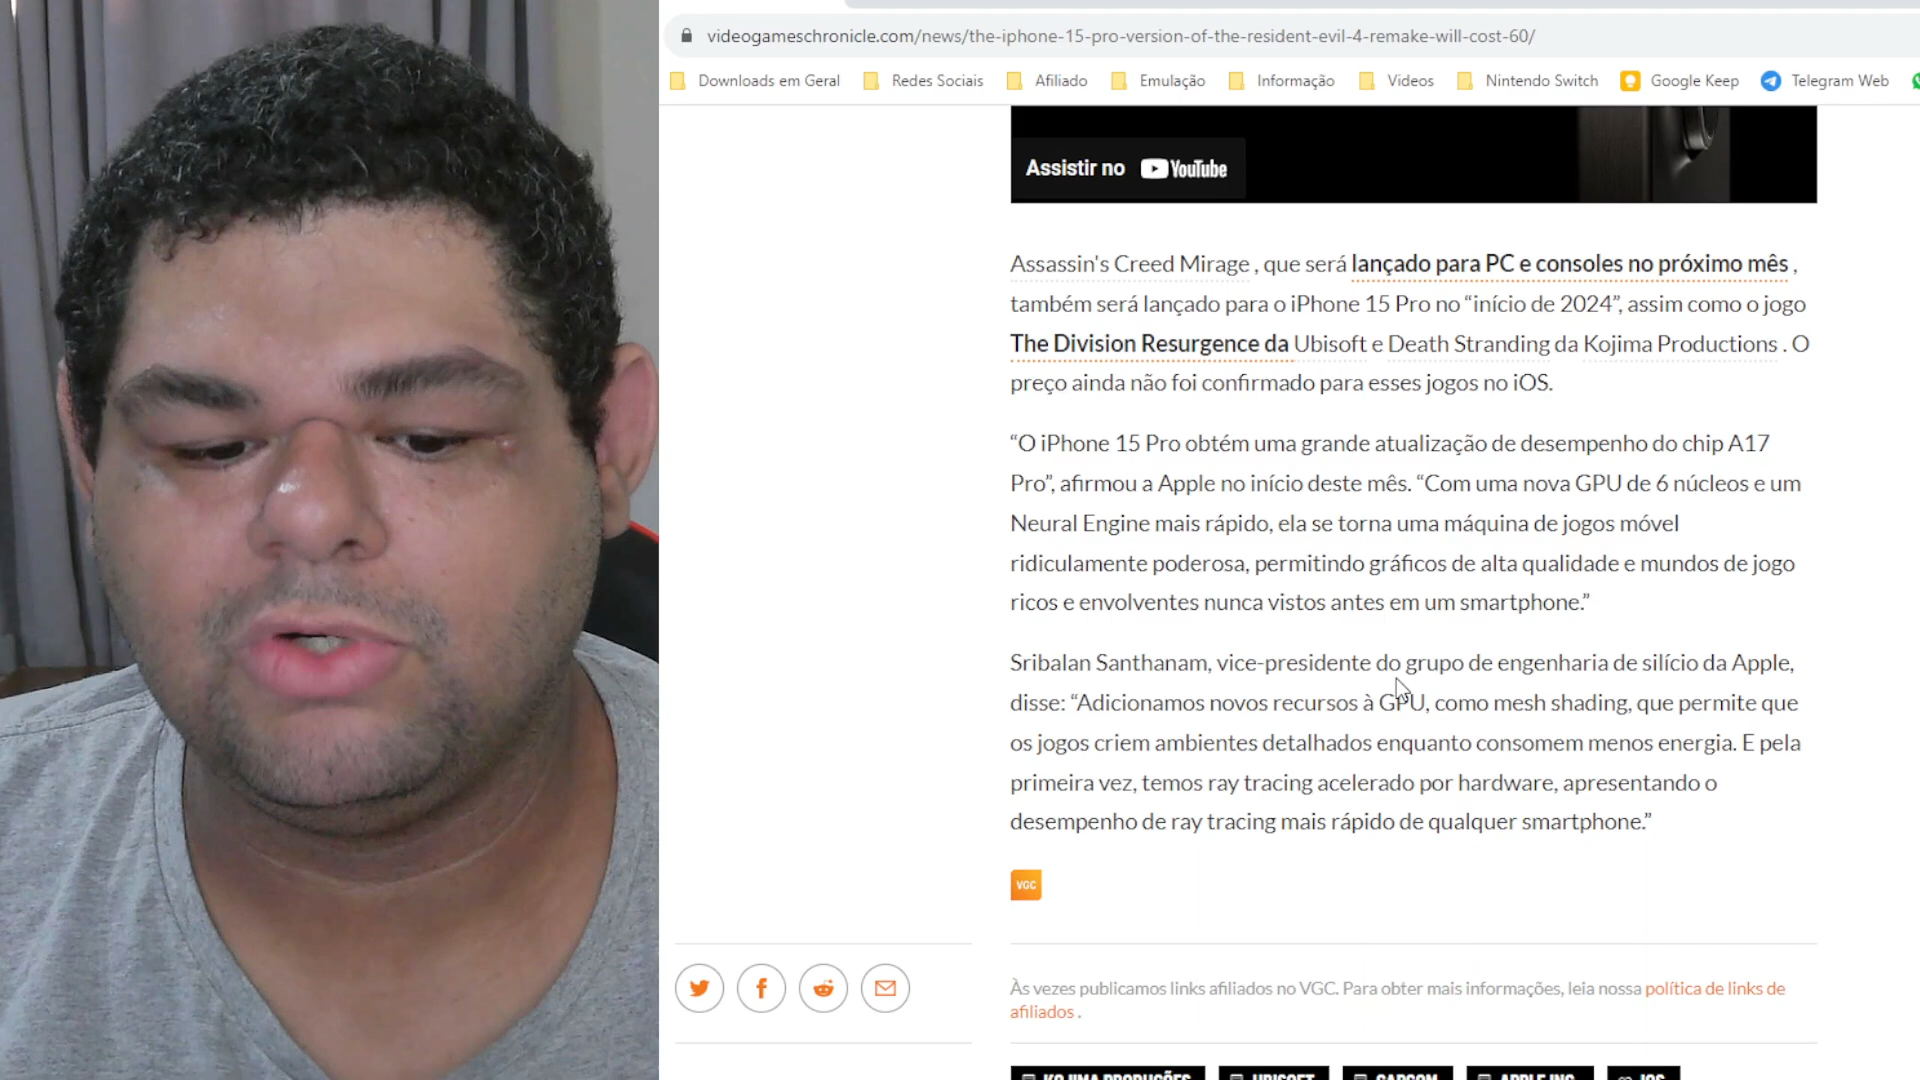 videogameschronicle.com/news/the-iphone-15-pro-version-of-the-resident-evil-4-remake-will-cost-60/
Downloads em Geral Redes Sociais Afiliado Emulação Informação Videos Nintendo Switch Google Keep Telegram Web
Assistir no YouTube
Assassin's Creed Mirage , que será lançado para PC e consoles no próximo mês ,
também será lançado para o iPhone 15 Pro no “início de 2024”, assim como o jogo
The Division Resurgence da Ubisoft e Death Stranding da Kojima Productions . O
preço ainda não foi confirmado para esses jogos no iOS.
“O iPhone 15 Pro obtém uma grande atualização de desempenho do chip A17
Pro”, afirmou a Apple no início deste mês. “Com uma nova GPU de 6 núcleos e um
Neural Engine mais rápido, ela se torna uma máquina de jogos móvel
ridiculamente poderosa, permitindo gráficos de alta qualidade e mundos de jogo
ricos e envolventes nunca vistos antes em um smartphone.”
Sribalan Santhanam, vice-presidente do grupo de engenharia de silício da Apple,
disse: “Adicionamos novos recursos à GPU, como mesh shading, que permite que
os jogos criem ambientes detalhados enquanto consomem menos energia. E pela
primeira vez, temos ray tracing acelerado por hardware, apresentando o
desempenho de ray tracing mais rápido de qualquer smartphone.”
VGC
Às vezes publicamos links afiliados no VGC. Para obter mais informações, leia nossa política de links de
afiliados .
KOJIMA PRODUÇÕES UBISOFT CAPCOM APPLE INC. IOS